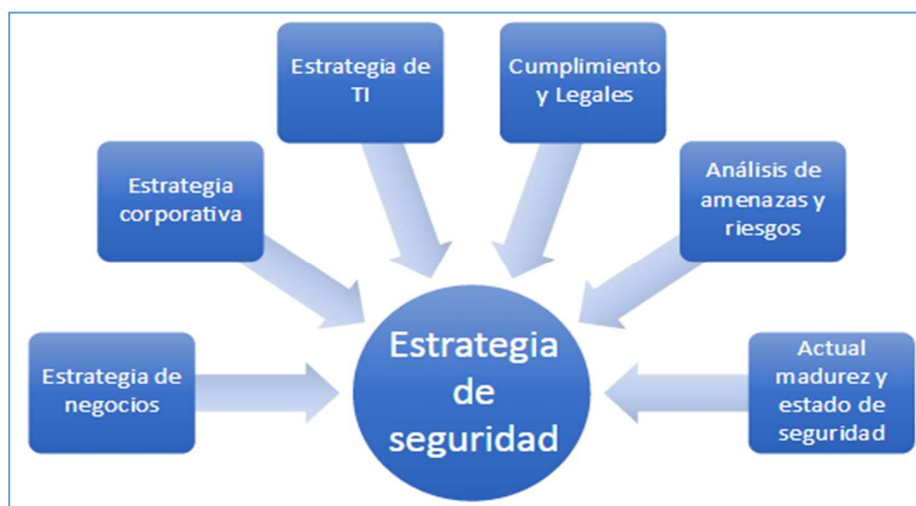 Estrategia de
TI
Cumplimiento
y Legales
Estrategia
corporativa
Análisis de
amenazas y
riesgos
Estrategia de
negocios
Estrategia
de
seguridad
Actual
madurez y
estado de
seguridad